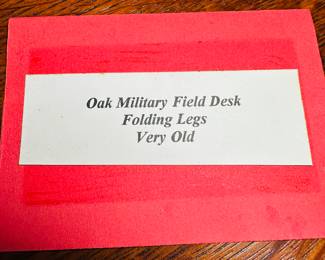 Oak Military Field Desk
Folding Legs
Very Old